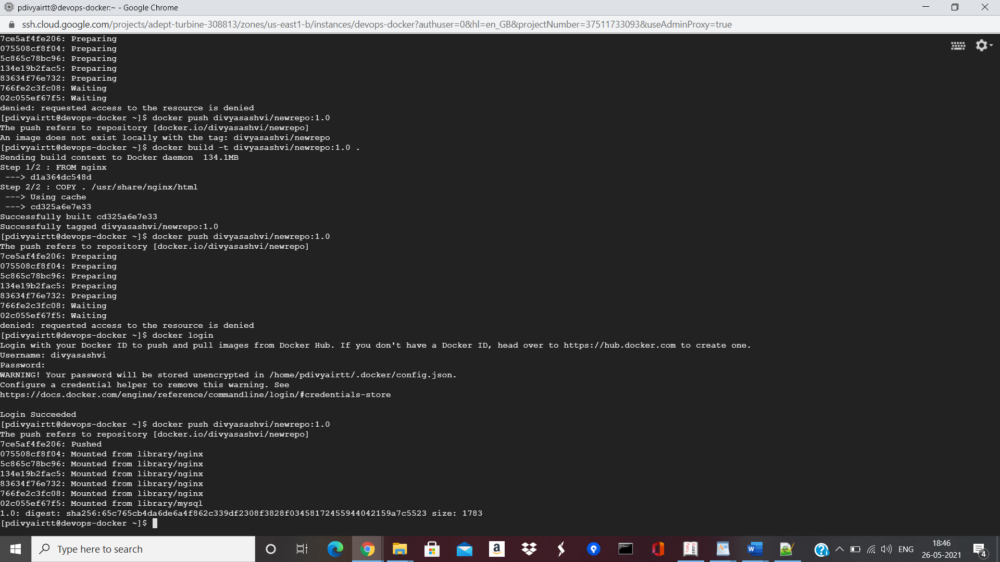 pdivyairtt@devops-docker:~ - Google Chrome
ssh.cloud.google.com/projects/adept-turbine-308813/zones/us-east1-b/instances/devops-docker?authuser=0&hl=en_GB&projectNumber=37511733093&useAdminProxy=true
7ce5af4fe206: Preparing
075508cf8f04: Preparing
5c865c78bc96: Preparing
134e19b2fac5: Preparing
83634f76e732: Preparing
766fe2c3fc08: Waiting
02c055ef67f5: Waiting
denied: requested access to the resource is denied
[pdivyairtt@devops-docker ~]$ docker push divyasashvi/newrepo:1.0
The push refers to repository [docker.io/divyasashvi/newrepo]
An image does not exist locally with the tag: divyasashvi/newrepo
[pdivyairtt@devops-docker ~]$ docker build -t divyasashvi/newrepo:1.0 .
Sending build context to Docker daemon  134.1MB
Step 1/2 : FROM nginx
 ---> d1a364dc548d
Step 2/2 : COPY . /usr/share/nginx/html
 ---> Using cache
 ---> cd325a6e7e33
Successfully built cd325a6e7e33
Successfully tagged divyasashvi/newrepo:1.0
[pdivyairtt@devops-docker ~]$ docker push divyasashvi/newrepo:1.0
The push refers to repository [docker.io/divyasashvi/newrepo]
7ce5af4fe206: Preparing
075508cf8f04: Preparing
5c865c78bc96: Preparing
134e19b2fac5: Preparing
83634f76e732: Preparing
766fe2c3fc08: Waiting
02c055ef67f5: Waiting
denied: requested access to the resource is denied
[pdivyairtt@devops-docker ~]$ docker login
Login with your Docker ID to push and pull images from Docker Hub. If you don't have a Docker ID, head over to https://hub.docker.com to create one.
Username: divyasashvi
Password:
WARNING! Your password will be stored unencrypted in /home/pdivyairtt/.docker/config.json.
Configure a credential helper to remove this warning. See
https://docs.docker.com/engine/reference/commandline/login/#credentials-store
Login Succeeded
[pdivyairtt@devops-docker ~]$ docker push divyasashvi/newrepo:1.0
The push refers to repository [docker.io/divyasashvi/newrepo]
7ce5af4fe206: Pushed
075508cf8f04: Mounted from library/nginx
5c865c78bc96: Mounted from library/nginx
134e19b2fac5: Mounted from library/nginx
83634f76e732: Mounted from library/nginx
766fe2c3fc08: Mounted from library/nginx
02c055ef67f5: Mounted from library/mysql
1.0: digest: sha256:65c765cb4da6de6a4f862c339df2308f3828f03458172455944042159a7c5523 size: 1783
[pdivyairtt@devops-docker ~]$
Type here to search
ENG
18:46
26-05-2021
4